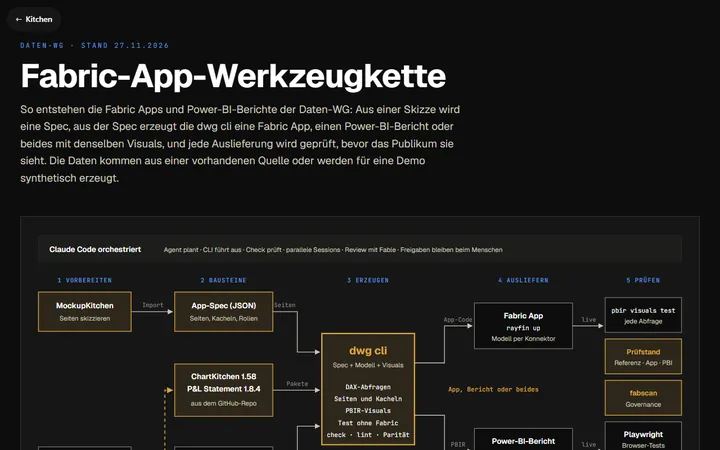 ← Kitchen
DATEN-WG · STAND 27.11.2026
Fabric-App-Werkzeugkette
So entstehen die Fabric Apps und Power-BI-Berichte der Daten-WG: Aus einer Skizze wird
eine Spec, aus der Spec erzeugt die dwg cli eine Fabric App, einen Power-BI-Bericht oder
beides mit denselben Visuals, und jede Auslieferung wird geprüft, bevor das Publikum sie
sieht. Die Daten kommen aus einer vorhandenen Quelle oder werden für eine Demo
synthetisch erzeugt.
Claude Code orchestriert
Agent plant · CLI führt aus · Check prüft · parallele Sessions · Review mit Fable · Freigaben bleiben beim Menschen
1 VORBEREITEN
2 BAUSTEINE
3 ERZEUGEN
4 AUSLIEFERN
5 PRÜFEN
MockupKitchen
Seiten skizzieren
Import
App-Spec (JSON)
Seiten, Kacheln, Rollen
Seiten
ChartKitchen 1.58
P&L Statement 1.8.4
aus dem GitHub-Repo
Pakete
dwg cli
Spec + Modell + Visuals
DAX-Abfragen
Seiten und Kacheln
PBIR-Visuals
Test ohne Fabric
check · lint · Parität
App-Code
Fabric App
rayfin up
Modell per Konnektor
live
App, Bericht oder beides
PBIR
Power-BI-Bericht
live
pbir visuals test
jede Abfrage
Prüfstand
Referenz · App · PBI
fabscan
Governance
Playwright
Browser-Tests